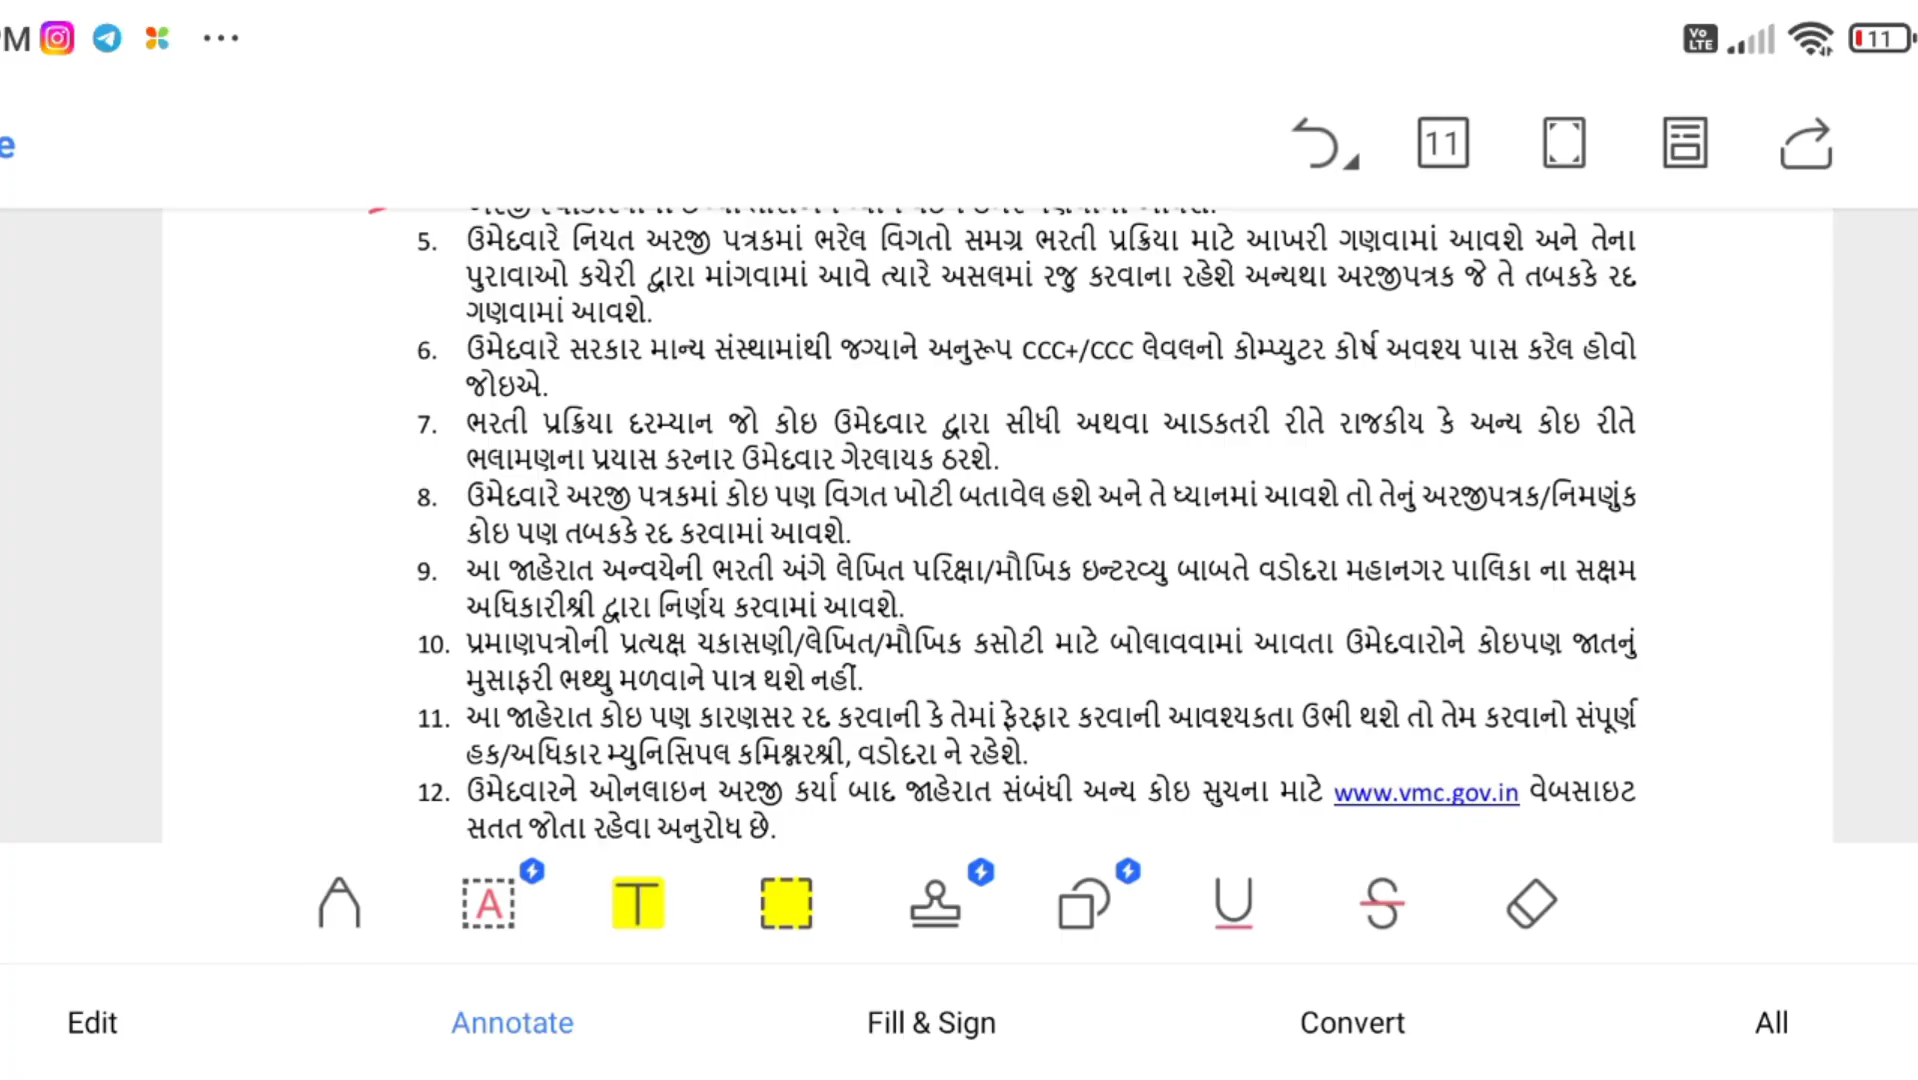 PM
Vo LTE
11
e
11
5. ઉમેદવારે નિયત અરજી પત્રકમાં ભરેલ વિગતો સમગ્ર ભરતી પ્રક્રિયા માટે આખરી ગણવામાં આવશે અને તેના
પુરાવાઓ કચેરી દ્વારા માંગવામાં આવે ત્યારે અસલમાં રજુ કરવાના રહેશે અન્યથા અરજીપત્રક જે તે તબકકે રદ
ગણવામાં આવશે.
6. ઉમેદવારે સરકાર માન્ય સંસ્થામાંથી જગ્યાને અનુરૂપ CCC+/CCC લેવલનો કોમ્પ્યુટર કોર્ષ અવશ્ય પાસ કરેલ હોવો
જોઇએ.
7. ભરતી પ્રક્રિયા દરમ્યાન જો કોઇ ઉમેદવાર દ્વારા સીધી અથવા આડકતરી રીતે રાજકીય કે અન્ય કોઇ રીતે
ભલામણના પ્રયાસ કરનાર ઉમેદવાર ગેરલાયક ઠરશે.
8. ઉમેદવારે અરજી પત્રકમાં કોઇ પણ વિગત ખોટી બતાવેલ હશે અને તે ધ્યાનમાં આવશે તો તેનું અરજીપત્રક/નિમણુંક
કોઇ પણ તબકકે રદ કરવામાં આવશે.
9. આ જાહેરાત અન્વયેની ભરતી અંગે લેખિત પરિક્ષા/મૌખિક ઇન્ટરવ્યુ બાબતે વડોદરા મહાનગર પાલિકા ના સક્ષમ
અધિકારીશ્રી દ્વારા નિર્ણય કરવામાં આવશે.
10. પ્રમાણપત્રોની પ્રત્યક્ષ ચકાસણી/લેખિત/મૌખિક કસોટી માટે બોલાવવામાં આવતા ઉમેદવારોને કોઇપણ જાતનું
મુસાફરી ભથ્થુ મળવાને પાત્ર થશે નહીં.
11. આ જાહેરાત કોઇ પણ કારણસર રદ કરવાની કે તેમાં ફેરફાર કરવાની આવશ્યકતા ઉભી થશે તો તેમ કરવાનો સંપૂર્ણ
હક/અધિકાર મ્યુનિસિપલ કમિશ્નરશ્રી, વડોદરા ને રહેશે.
12. ઉમેદવારને ઓનલાઇન અરજી કર્યા બાદ જાહેરાત સંબંધી અન્ય કોઇ સુચના માટે www.vmc.gov.in વેબસાઇટ
સતત જોતા રહેવા અનુરોધ છે.
A T U S
Edit Annotate Fill & Sign Convert All